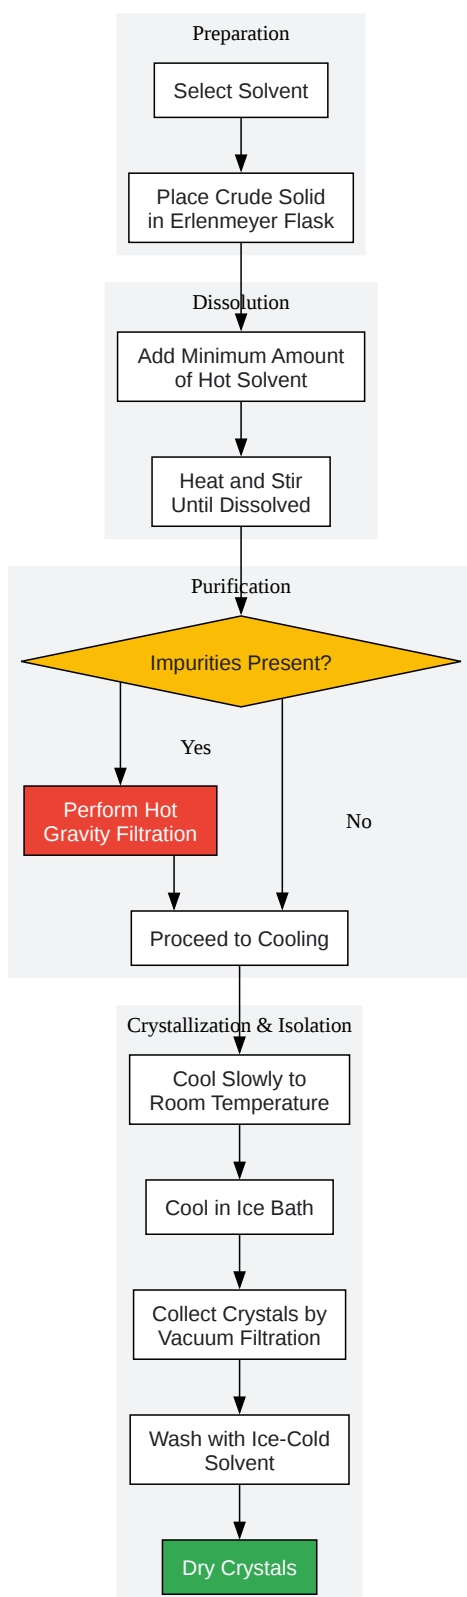 Preparation
Select Solvent
Place Crude Solid
in Erlenmeyer Flask
Dissolution
Add Minimum Amount
of Hot Solvent
Heat and Stir
Until Dissolved
Purification
Impurities Present?
Yes
Perform Hot
Gravity Filtration
No
Proceed to Cooling
Crystallization & Isolation
Cool Slowly to
Room Temperature
Cool in Ice Bath
Collect Crystals by
Vacuum Filtration
Wash with Ice-Cold
Solvent
Dry Crystals